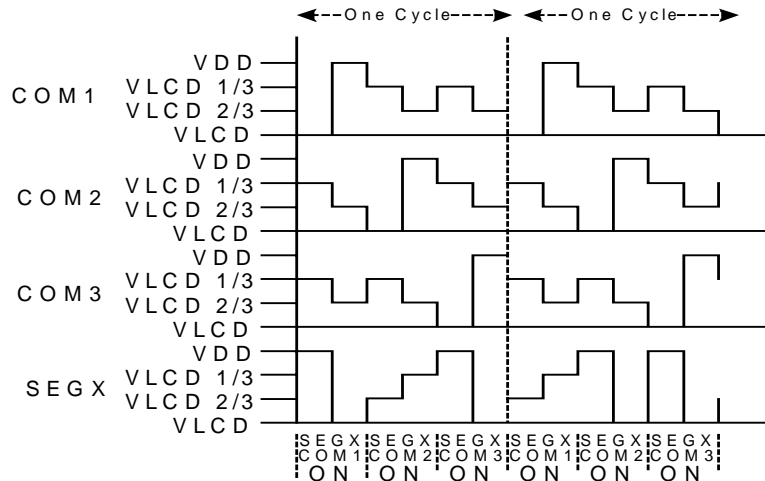 One Cycle One Cycle
COM1
VDD
VLCD 1/3
VLCD 2/3
VLCD
COM2
VDD
VLCD 1/3
VLCD 2/3
VLCD
COM3
VDD
VLCD 1/3
VLCD 2/3
VLCD
SEGX
VDD
VLCD 1/3
VLCD 2/3
VLCD
SEGX SEGX SEGX SEGX SEGX SEGX
COM1 COM2 COM3 COM1 COM2 COM3
ON ON ON ON ON ON